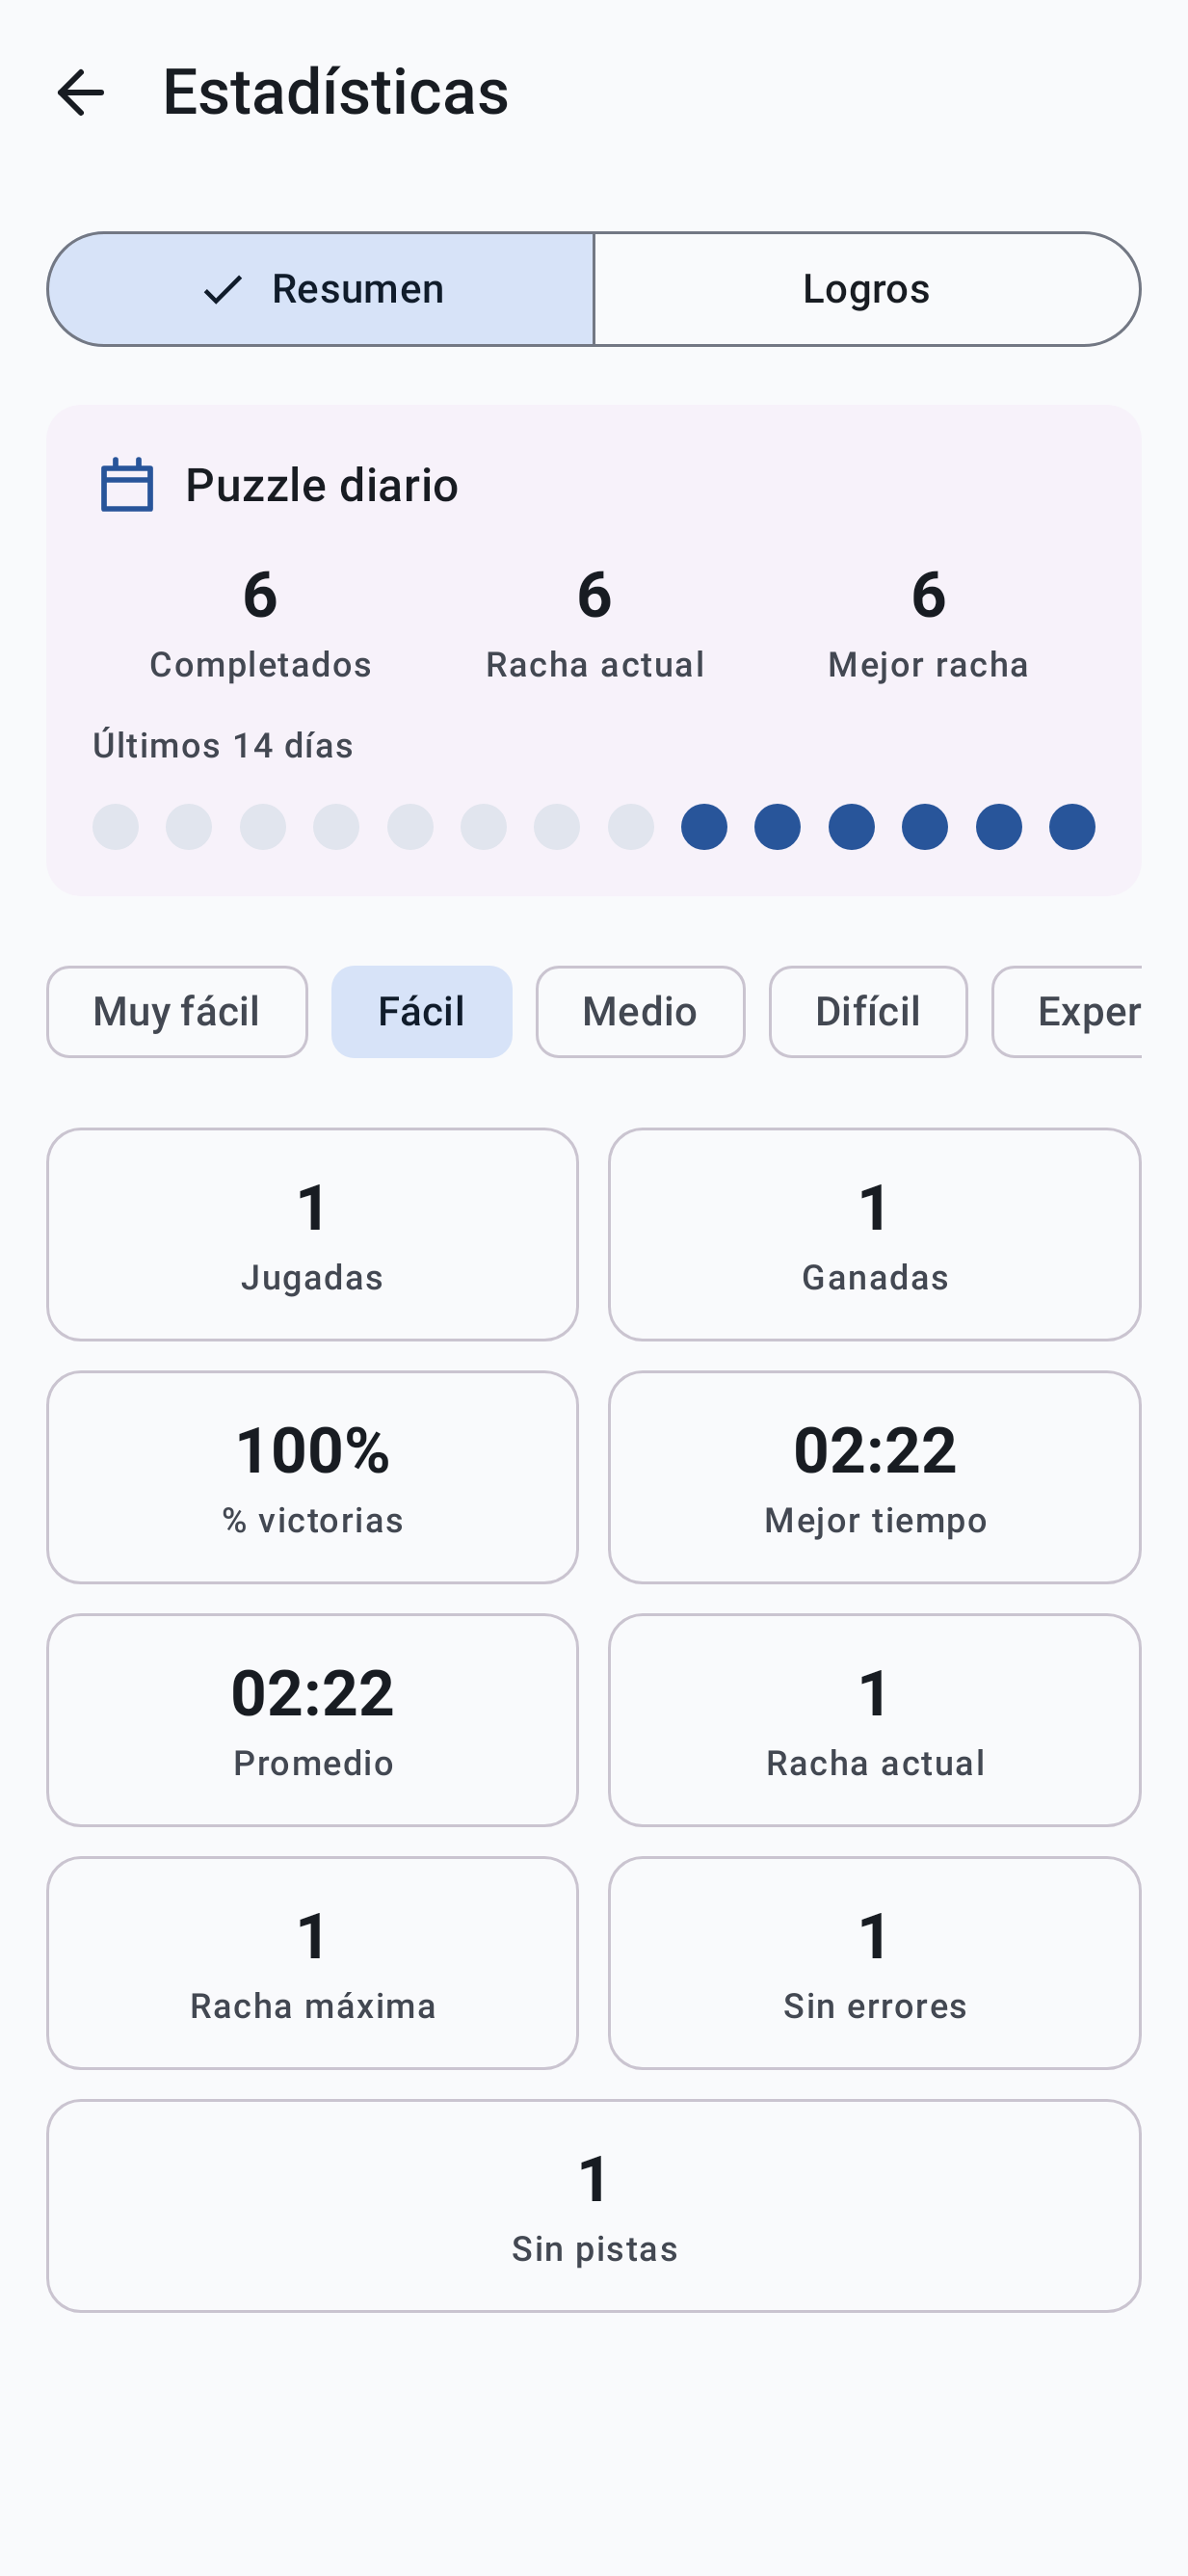 Estadísticas
Resumen
Logros
Puzzle diario
6
6
6
Completados
Racha actual
Mejor racha
Últimos 14 días
Muy fácil
Fácil
Medio
Difícil
Exper
1
1
Jugadas
Ganadas
100%
02:22
% victorias
Mejor tiempo
02:22
1
Promedio
Racha actual
1
1
Racha máxima
Sin errores
1
Sin pistas